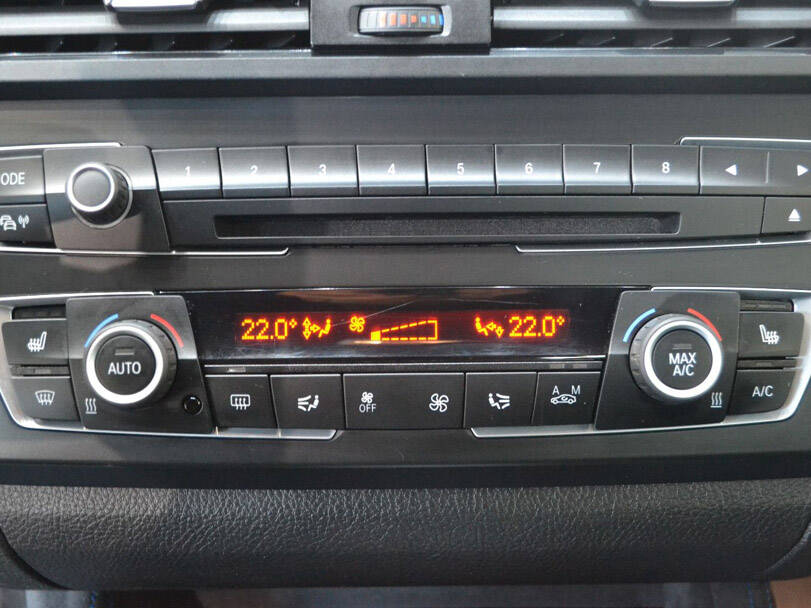 1 2 3 4 5 6 7 8
ODE
22.0° 22.0°
AUTO
MAX
A/C
OFF
A M
A/C